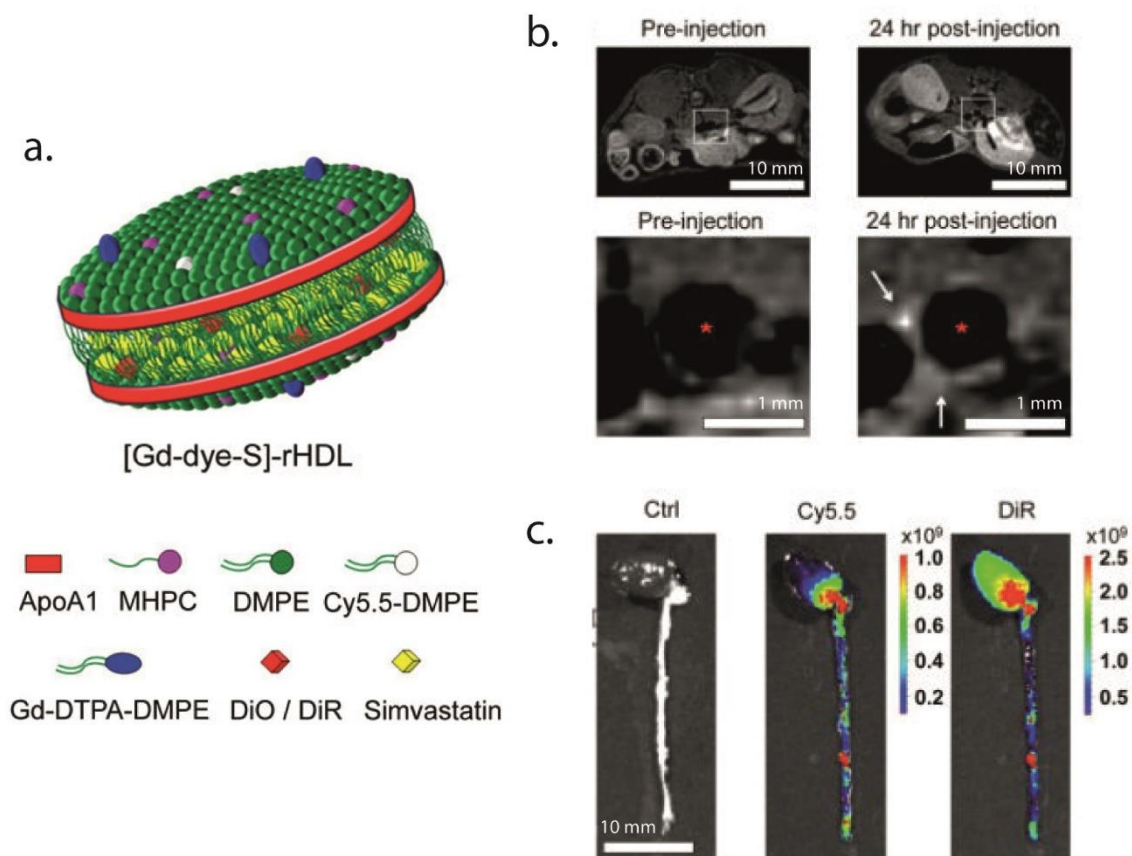 a.
[Gd-dye-S]-rHDL
ApoA1 MHPC DMPE Cy5.5-DMPE
Gd-DTPA-DMPE DiO / DiR Simvastatin
b.
Pre-injection 24 hr post-injection
10 mm 10 mm
Pre-injection 24 hr post-injection
* *
1 mm 1 mm
c.
Ctrl Cy5.5 DiR
x10⁹ x10⁹
1.0 2.5
0.8 2.0
0.6 1.5
0.4 1.0
0.2 0.5
10 mm